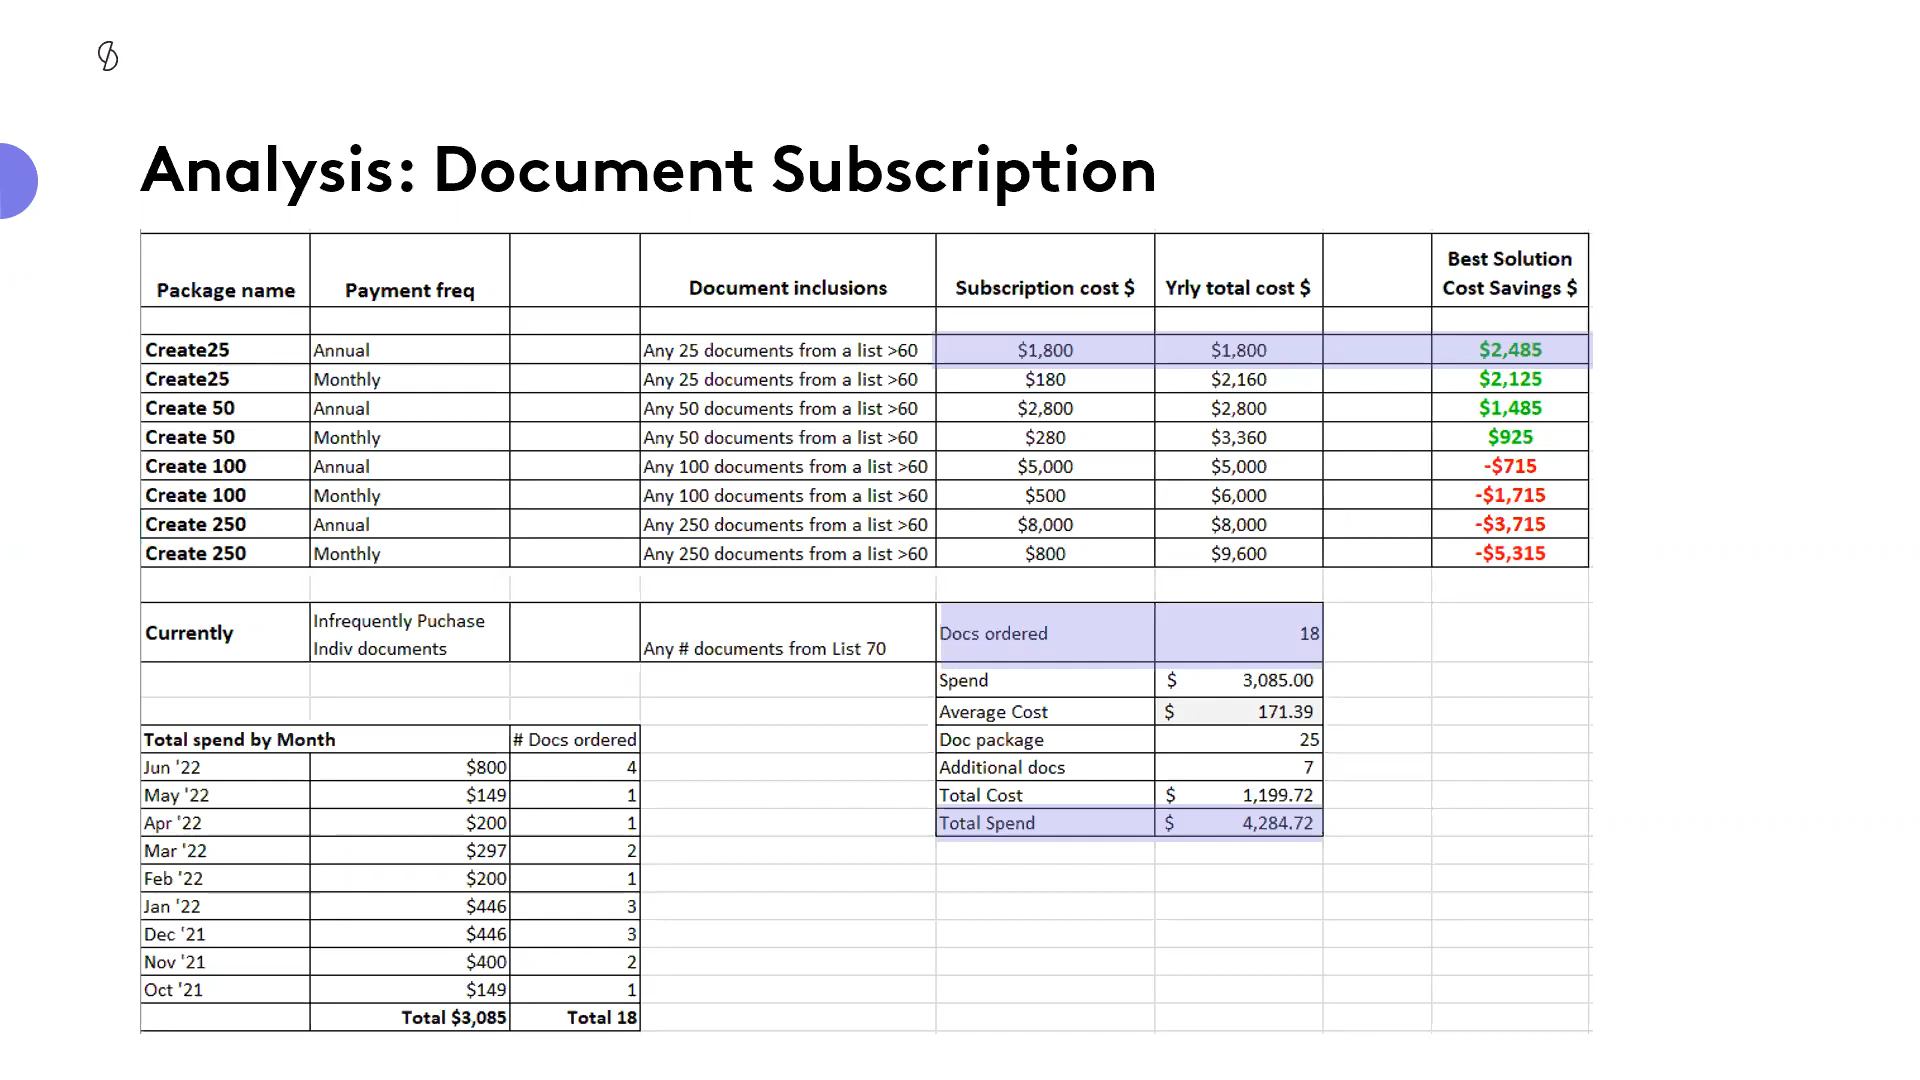 Analysis: Document Subscription
Package name Payment freq Document inclusions Subscription cost $ Yrly total cost $ Best Solution Cost Savings $
Create25 Annual Any 25 documents from a list >60 $1,800 $1,800 $2,485
Create25 Monthly Any 25 documents from a list >60 $180 $2,160 $2,125
Create 50 Annual Any 50 documents from a list >60 $2,800 $2,800 $1,485
Create 50 Monthly Any 50 documents from a list >60 $280 $3,360 $925
Create 100 Annual Any 100 documents from a list >60 $5,000 $5,000 -$715
Create 100 Monthly Any 100 documents from a list >60 $500 $6,000 -$1,715
Create 250 Annual Any 250 documents from a list >60 $8,000 $8,000 -$3,715
Create 250 Monthly Any 250 documents from a list >60 $800 $9,600 -$5,315
Currently Infrequently Puchase Indiv documents Any # documents from List 70 Docs ordered 18
Spend $ 3,085.00
Average Cost $ 171.39
Doc package 25
Additional docs 7
Total Cost $ 1,199.72
Total Spend $ 4,284.72
Total spend by Month # Docs ordered
Jun '22 $800 4
May '22 $149 1
Apr '22 $200 1
Mar '22 $297 2
Feb '22 $200 1
Jan '22 $446 3
Dec '21 $446 3
Nov '21 $400 2
Oct '21 $149 1
Total $3,085 Total 18